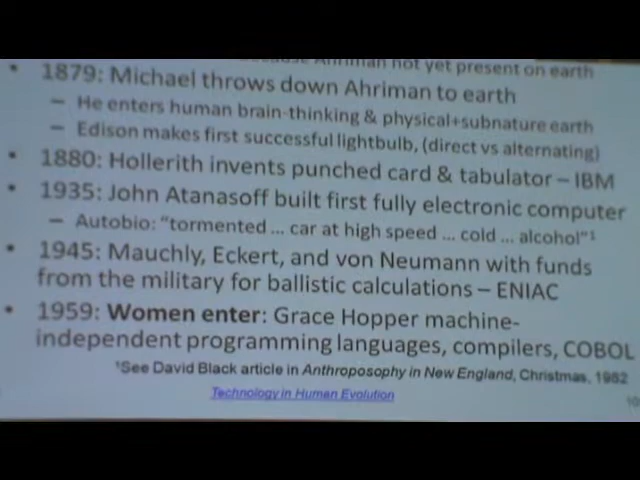 because Ahriman not yet present on earth
• 1879: Michael throws down Ahriman to earth
– He enters human brain-thinking & physical+subnature earth
– Edison makes first successful lightbulb, (direct vs alternating)
• 1880: Hollerith invents punched card & tabulator – IBM
• 1935: John Atanasoff built first fully electronic computer
– Autobio: "tormented ... car at high speed ... cold ... alcohol"¹
• 1945: Mauchly, Eckert, and von Neumann with funds
from the military for ballistic calculations – ENIAC
• 1959: Women enter: Grace Hopper machine-
independent programming languages, compilers, COBOL
¹See David Black article in Anthroposophy in New England, Christmas, 1982
Technology in Human Evolution
10